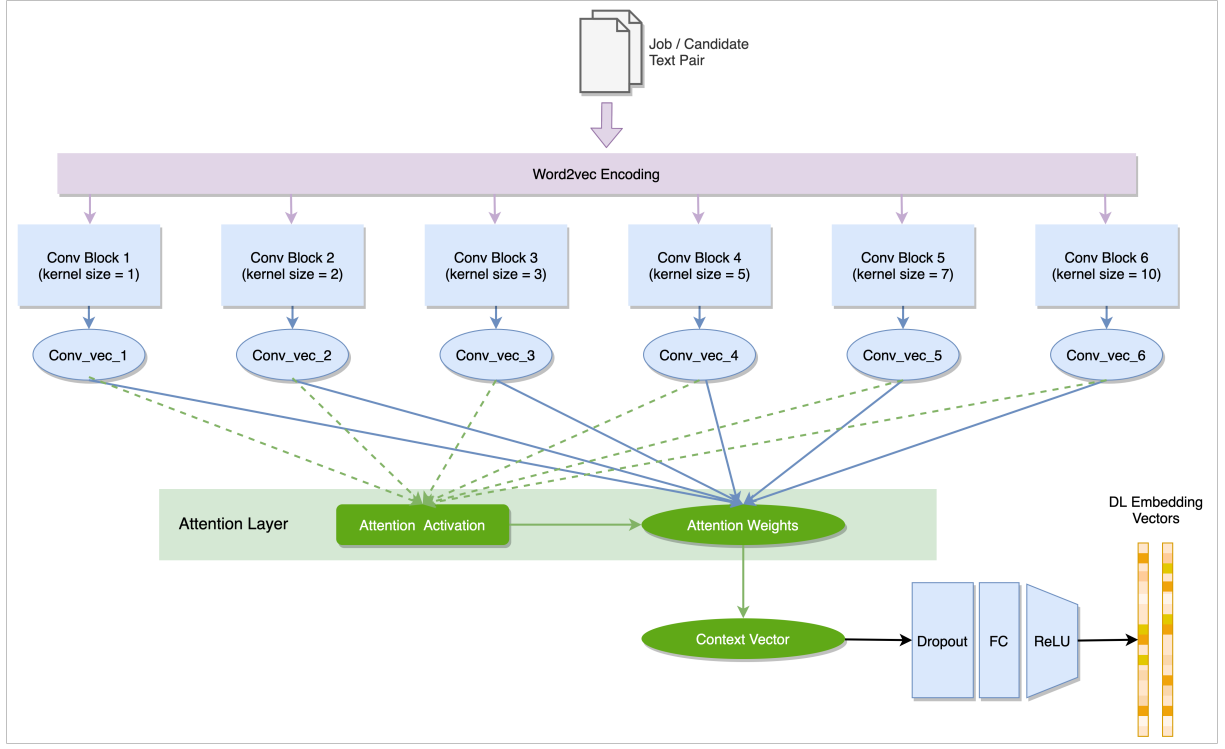 Job / Candidate
Text Pair
Word2vec Encoding
Conv Block 1
(kernel size = 1)
Conv Block 2
(kernel size = 2)
Conv Block 3
(kernel size = 3)
Conv Block 4
(kernel size = 5)
Conv Block 5
(kernel size = 7)
Conv Block 6
(kernel size = 10)
Conv_vec_1
Conv_vec_2
Conv_vec_3
Conv_vec_4
Conv_vec_5
Conv_vec_6
Attention Layer
Attention Activation
Attention Weights
DL Embedding
Vectors
Context Vector
Dropout
FC
ReLU